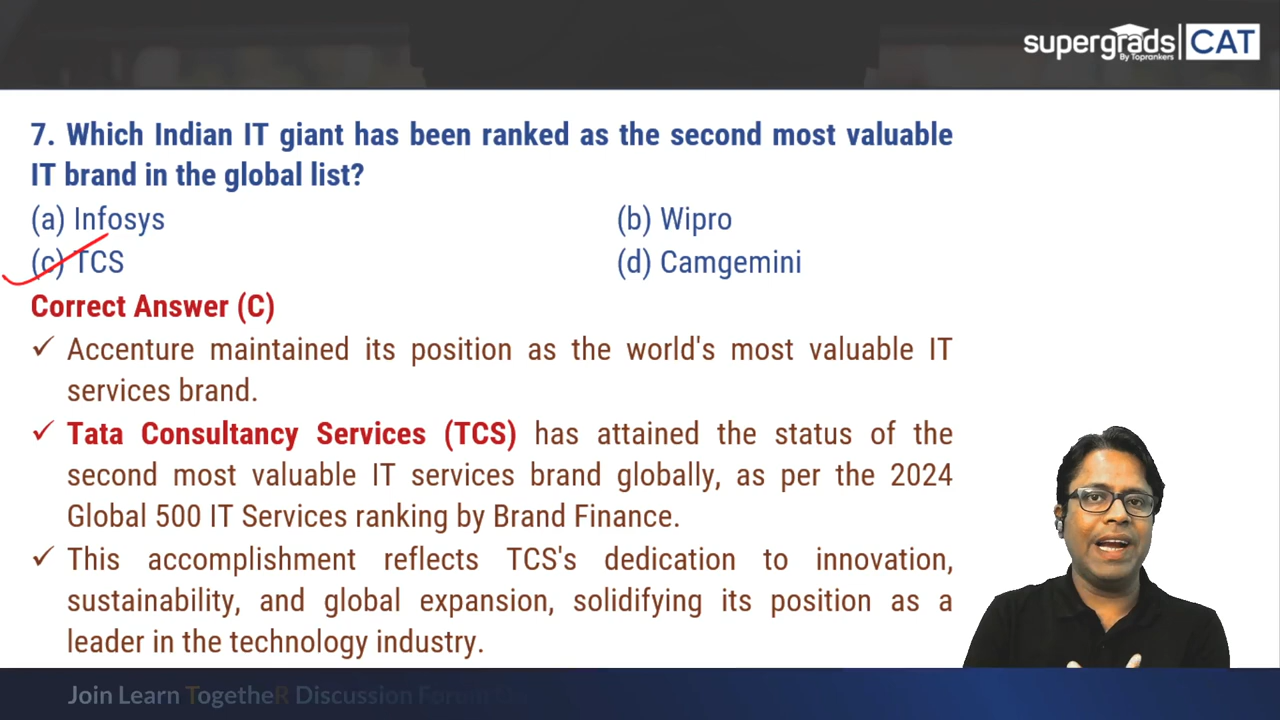 supergrads CAT
By Toprankers
7. Which Indian IT giant has been ranked as the second most valuable
IT brand in the global list?
(a) Infosys (b) Wipro
(c) TCS (d) Camgemini
Correct Answer (C)
✓ Accenture maintained its position as the world's most valuable IT
services brand.
✓ Tata Consultancy Services (TCS) has attained the status of the
second most valuable IT services brand globally, as per the 2024
Global 500 IT Services ranking by Brand Finance.
✓ This accomplishment reflects TCS's dedication to innovation,
sustainability, and global expansion, solidifying its position as a
leader in the technology industry.
Join Learn TogetheR Discussion Forum